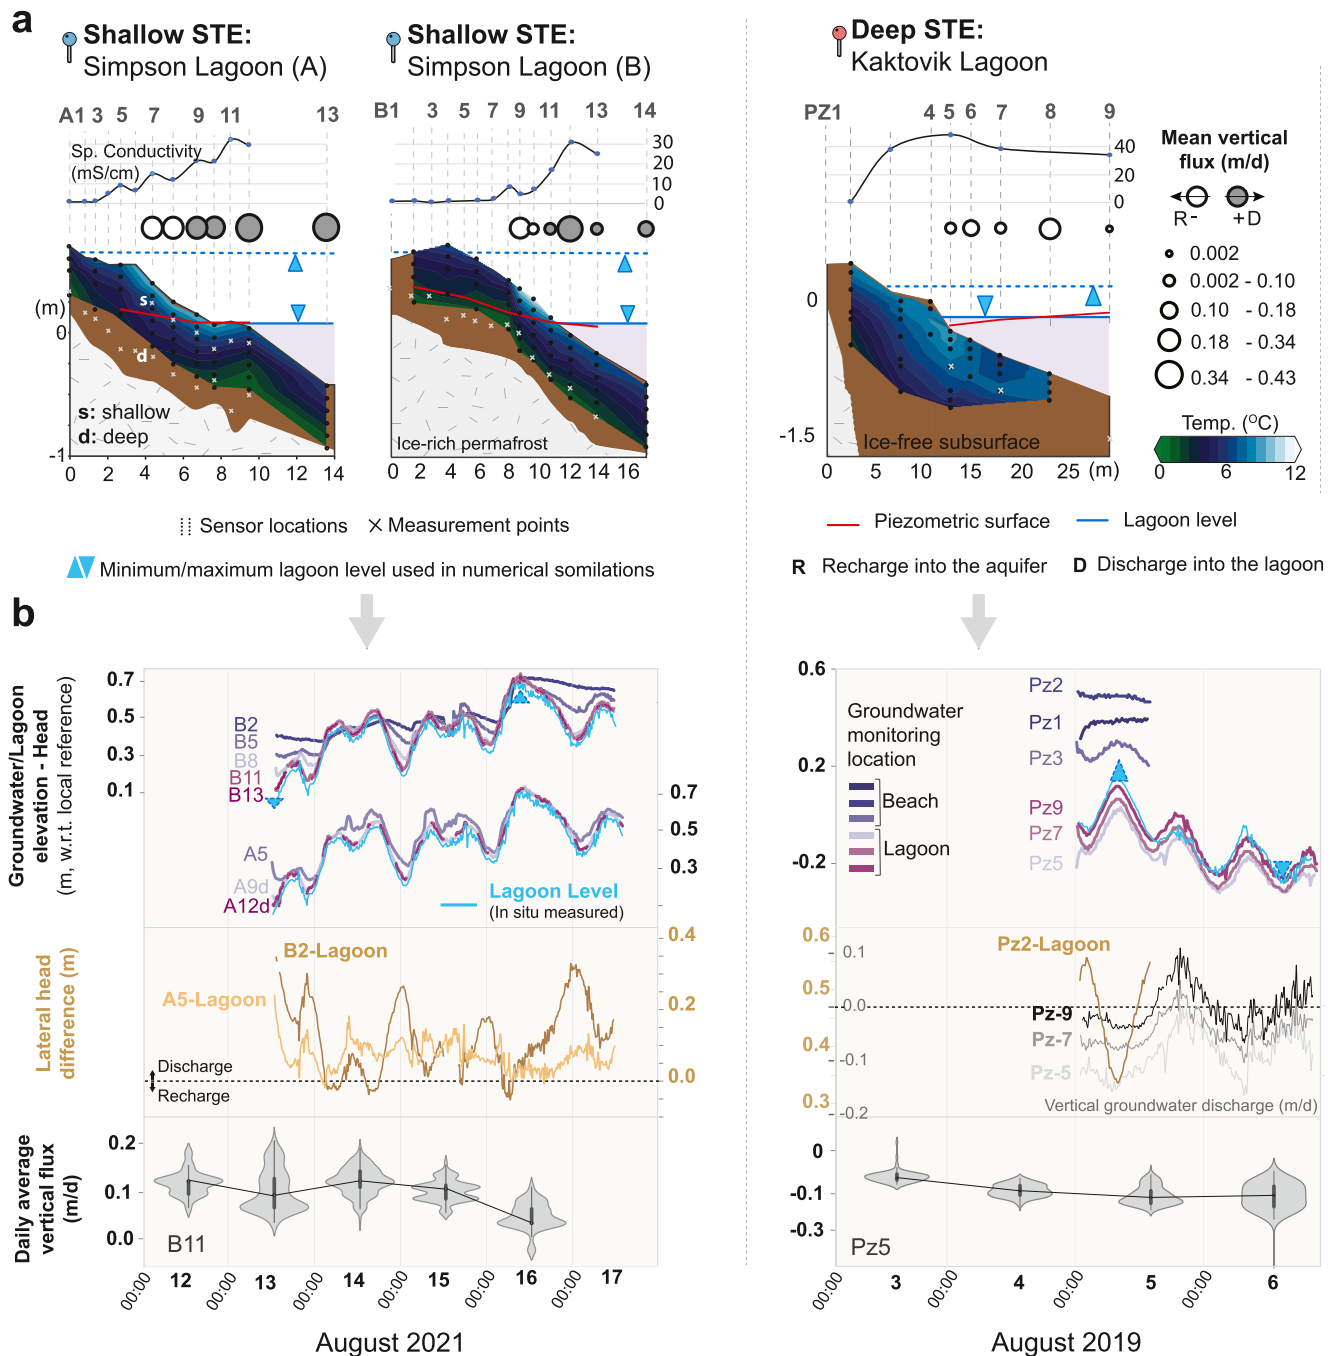 a
Shallow STE:
Simpson Lagoon (A)
Shallow STE:
Simpson Lagoon (B)
Deep STE:
Kaktovik Lagoon
A1 3 5 7 9 11 13
B1 3 5 7 9 11 13 14
PZ1 4 5 6 7 8 9
Sp. Conductivity
(mS/cm)
30
20
10
0
40
20
0
Mean vertical
flux (m/d)
R - + D
0.002
0.002 - 0.10
0.10 - 0.18
0.18 - 0.34
0.34 - 0.43
Temp. (°C)
0 6 12
(m)
0
-1
s
d
s: shallow
d: deep
0 2 4 6 8 10 12 14
Ice-rich permafrost
0 2 4 6 8 10 12 14 16
0
-1.5
Ice-free subsurface
0 5 10 15 20 25 (m)
Sensor locations
Measurement points
Piezometric surface
Lagoon level
Minimum/maximum lagoon level used in numerical somilations
R Recharge into the aquifer
D Discharge into the lagoon
b
Groundwater/Lagoon
elevation - Head
(m, w.r.t. local reference)
0.7
0.5
0.3
0.1
B2
B5
B8
B11
B13
0.7
0.5
0.3
A5
A9d
A12d
Lagoon Level
(In situ measured)
0.6
0.2
-0.2
Pz2
Pz1
Pz3
Pz9
Pz7
Pz5
Groundwater
monitoring
location
Beach
Lagoon
Lateral head
difference (m)
B2-Lagoon
A5-Lagoon
0.4
0.2
0.0
Discharge
Recharge
0.6
0.5
0.4
0.3
0.1
0.0
-0.1
-0.2
Pz2-Lagoon
Pz-9
Pz-7
Pz-5
Vertical groundwater discharge (m/d)
Daily average
vertical flux
(m/d)
0.2
0.1
0.0
B11
0
-0.1
-0.3
Pz5
00:00 12 00:00 13 00:00 14 00:00 15 00:00 16 00:00 17
00:00 3 00:00 4 00:00 5 00:00 6
August 2021
August 2019